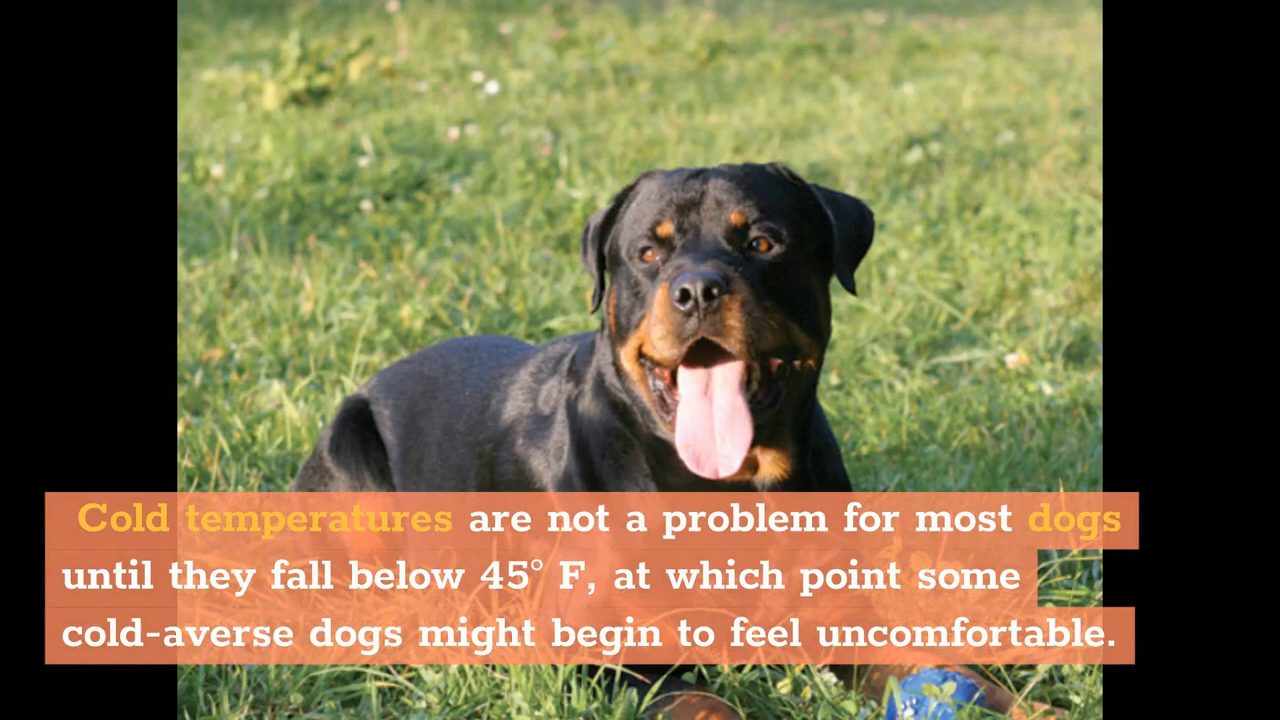 Cold temperatures are not a problem for most dogs
until they fall below 45° F, at which point some
cold-averse dogs might begin to feel uncomfortable.